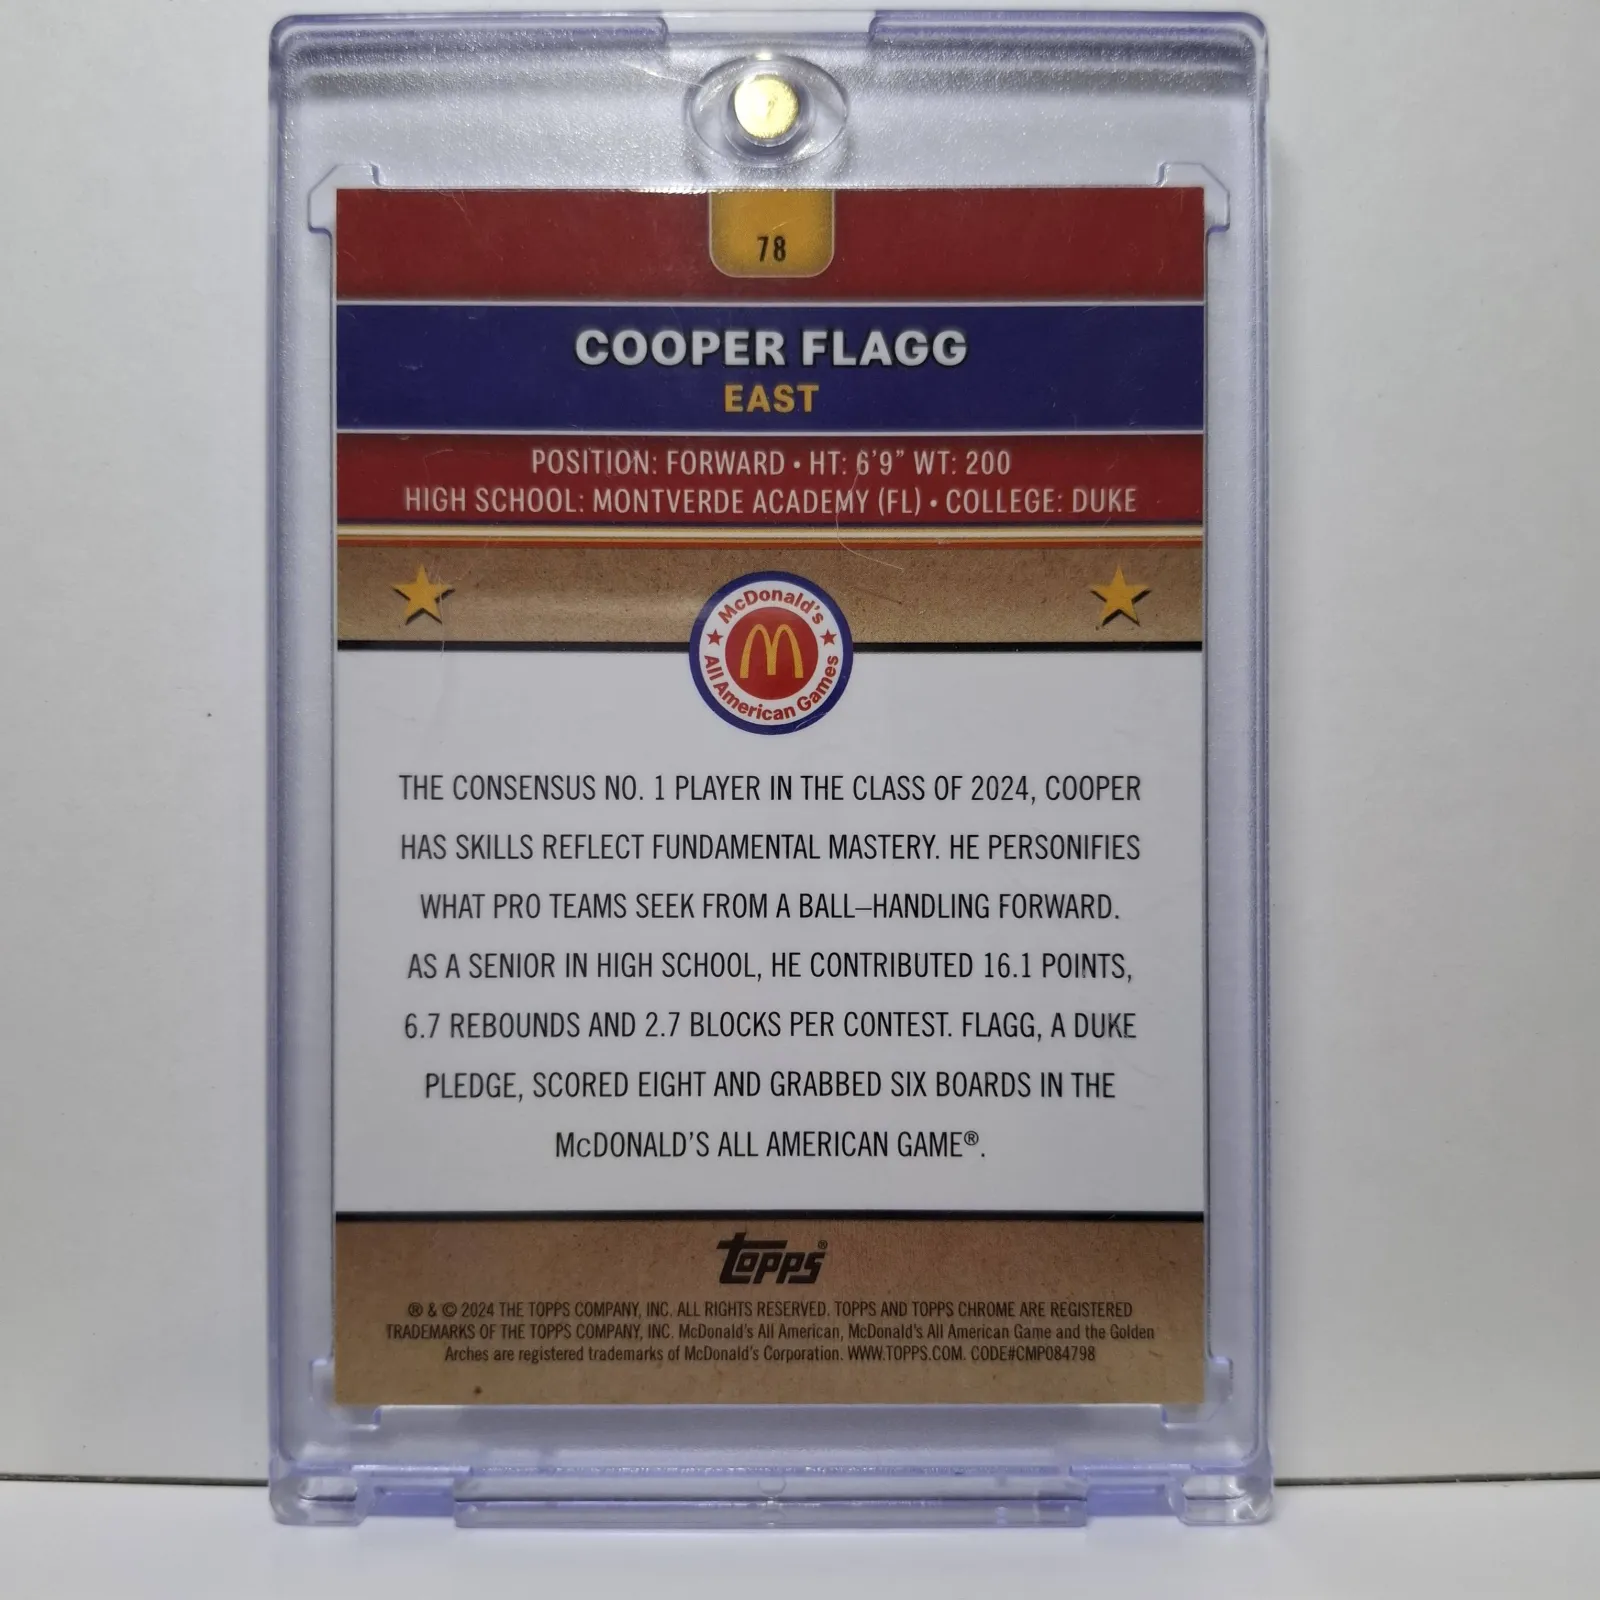 78
COOPER FLAGG
EAST
POSITION: FORWARD • HT: 6'9" WT: 200
HIGH SCHOOL: MONTVERDE ACADEMY (FL) • COLLEGE: DUKE
McDonald's
All American Games
THE CONSENSUS NO. 1 PLAYER IN THE CLASS OF 2024, COOPER
HAS SKILLS REFLECT FUNDAMENTAL MASTERY. HE PERSONIFIES
WHAT PRO TEAMS SEEK FROM A BALL–HANDLING FORWARD.
AS A SENIOR IN HIGH SCHOOL, HE CONTRIBUTED 16.1 POINTS,
6.7 REBOUNDS AND 2.7 BLOCKS PER CONTEST. FLAGG, A DUKE
PLEDGE, SCORED EIGHT AND GRABBED SIX BOARDS IN THE
McDONALD'S ALL AMERICAN GAME®.
topps®
® & © 2024 THE TOPPS COMPANY, INC. ALL RIGHTS RESERVED. TOPPS AND TOPPS CHROME ARE REGISTERED
TRADEMARKS OF THE TOPPS COMPANY, INC. McDonald's All American, McDonald's All American Game and the Golden
Arches are registered trademarks of McDonald's Corporation. WWW.TOPPS.COM. CODE#CMP084798